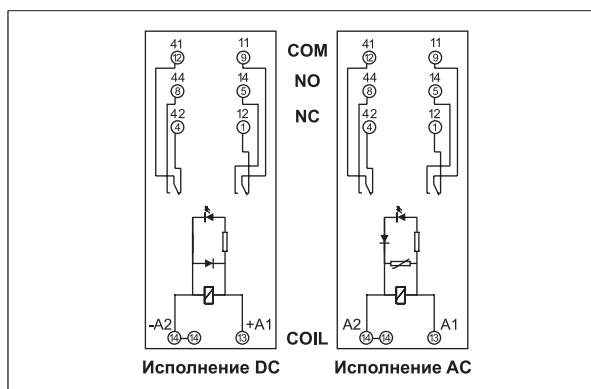 41 11 COM 41 11
12 9 12 9
44 14 NO 44 14
8 5 8 5
42 12 NC 42 12
4 1 4 1
-A2 +A1 A2 A1
14 14 13 COIL 14 14 13
Исполнение DC Исполнение AC